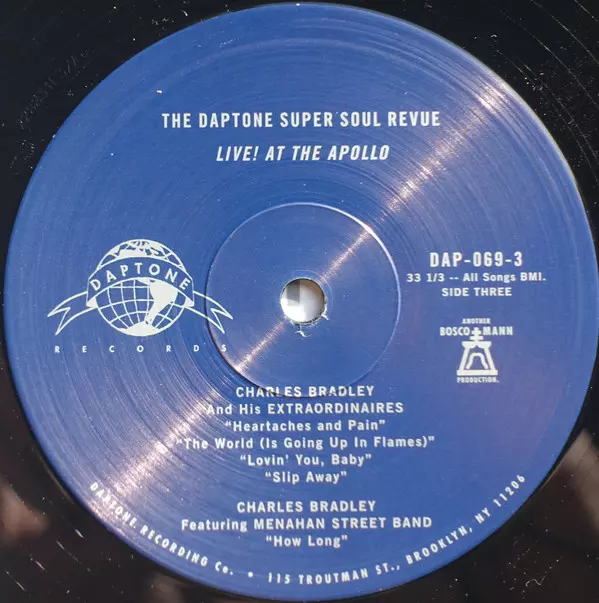 THE DAPTONE SUPER SOUL REVUE
LIVE! AT THE APOLLO
DAPTONE
RECORDS
DAP-069-3
33 1/3 -- All Songs BMI.
SIDE THREE
ANOTHER
BOSCO MANN
PRODUCTION.
CHARLES BRADLEY
And His EXTRAORDINAIRES
"Heartaches and Pain"
"The World (Is Going Up In Flames)"
"Lovin' You, Baby"
"Slip Away"
CHARLES BRADLEY
Featuring MENAHAN STREET BAND
"How Long"
DAPTONE RECORDING Co. • 115 TROUTMAN ST., BROOKLYN, NY 11206